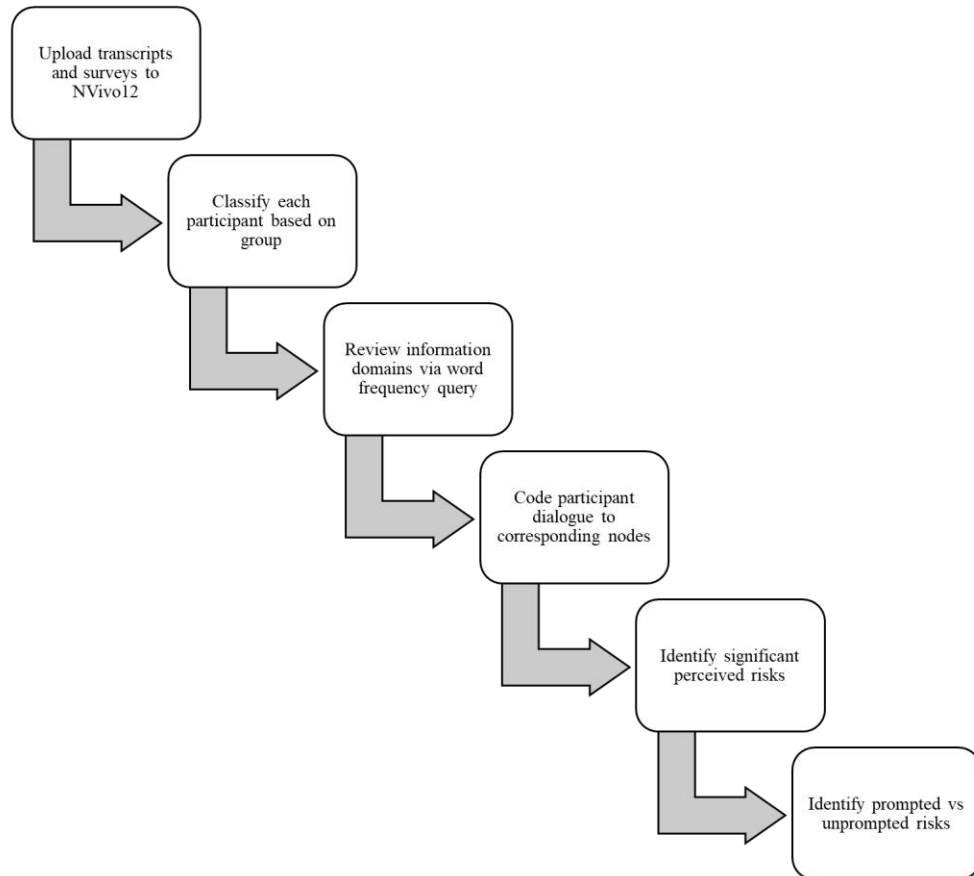 Upload transcripts
and surveys to
NVivo12
Classify each
participant based on
group
Review information
domains via word
frequency query
Code participant
dialogue to
corresponding nodes
Identify significant
perceived risks
Identify prompted vs
unprompted risks